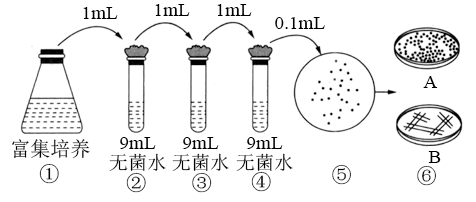 1mL 1mL 1mL 0.1mL
A
9mL 9mL 9mL
B
富集培养 无菌水 无菌水 无菌水
① ② ③ ④ ⑤ ⑥